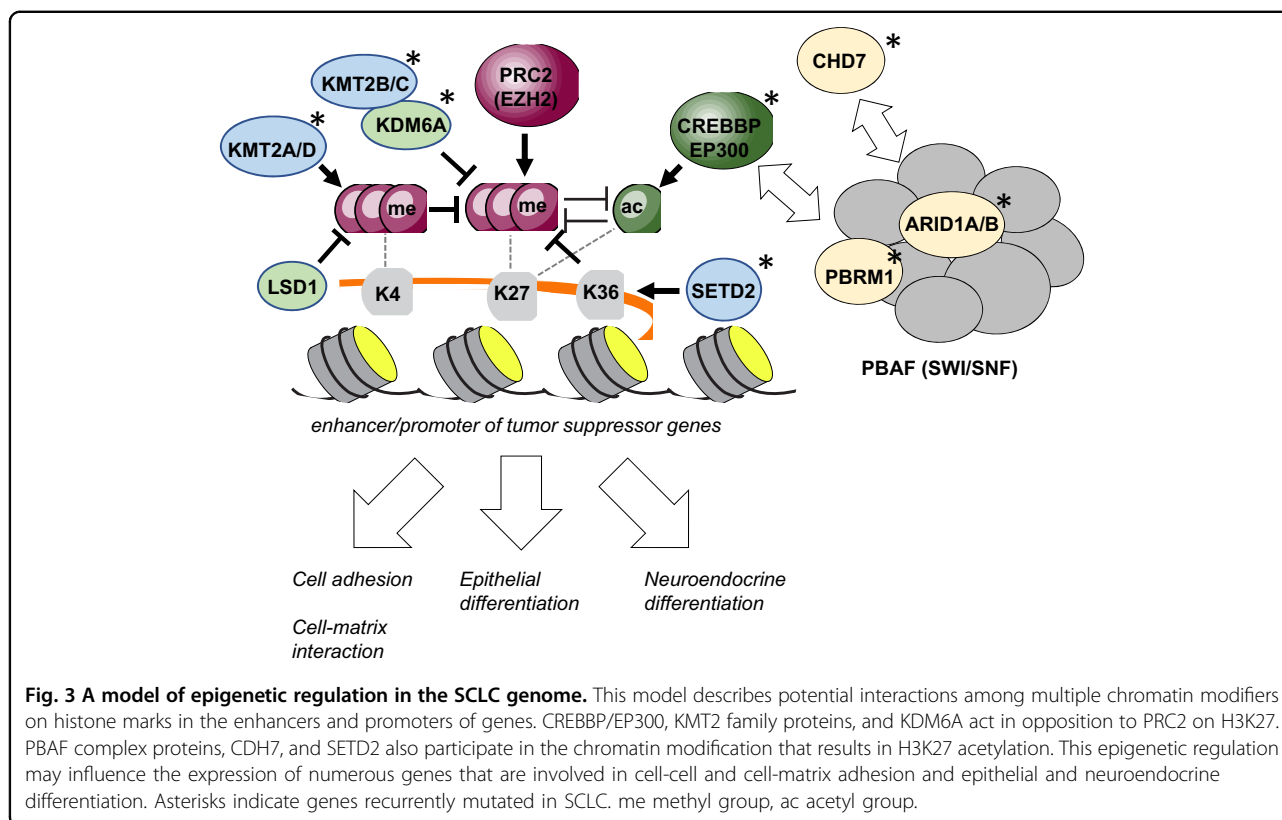 CHD7 *
KMT2B/C *
PRC2
(EZH2)
KDM6A *
CREBBP *
EP300
KMT2A/D *
me
me
ac
ARID1A/B *
PBRM1 *
LSD1
K4
K27
K36
SETD2 *
PBAF (SWI/SNF)
enhancer/promoter of tumor suppressor genes
Cell adhesion
Cell-matrix
interaction
Epithelial
differentiation
Neuroendocrine
differentiation
Fig. 3 A model of epigenetic regulation in the SCLC genome. This model describes potential interactions among multiple chromatin modifiers
on histone marks in the enhancers and promoters of genes. CREBBP/EP300, KMT2 family proteins, and KDM6A act in opposition to PRC2 on H3K27.
PBAF complex proteins, CDH7, and SETD2 also participate in the chromatin modification that results in H3K27 acetylation. This epigenetic regulation
may influence the expression of numerous genes that are involved in cell-cell and cell-matrix adhesion and epithelial and neuroendocrine
differentiation. Asterisks indicate genes recurrently mutated in SCLC. me methyl group, ac acetyl group.